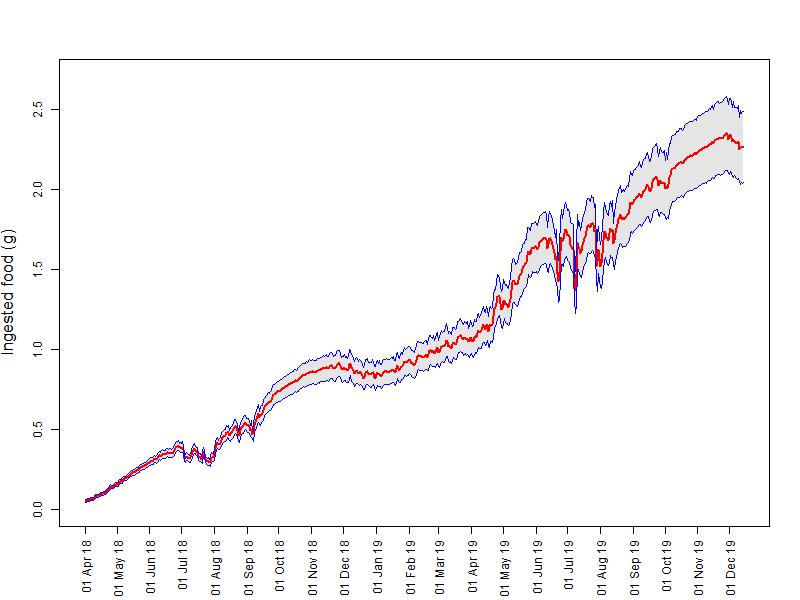 Ingested food (g)
2.5
2.0
1.5
1.0
0.5
0.0
01 Apr 18
01 May 18
01 Jun 18
01 Jul 18
01 Aug 18
01 Sep 18
01 Oct 18
01 Nov 18
01 Dec 18
01 Jan 19
01 Feb 19
01 Mar 19
01 Apr 19
01 May 19
01 Jun 19
01 Jul 19
01 Aug 19
01 Sep 19
01 Oct 19
01 Nov 19
01 Dec 19